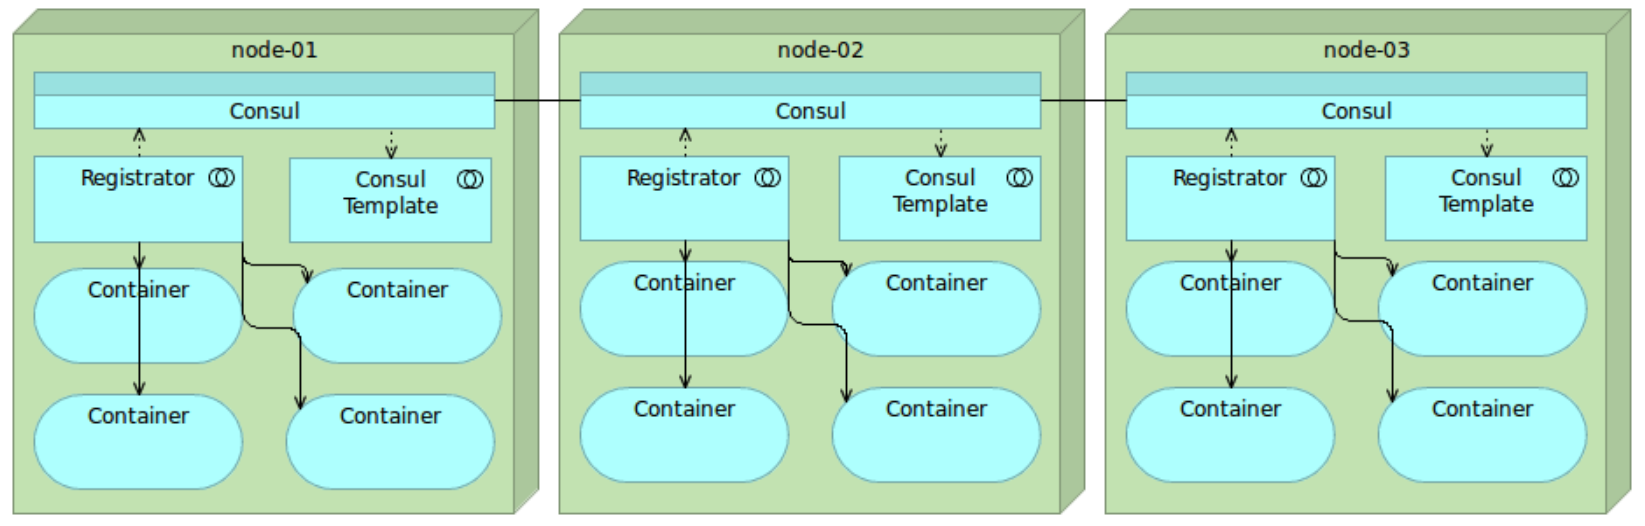 node-01
Consul
Registrator
Consul
Template
Container
Container
Container
Container
node-02
Consul
Registrator
Consul
Template
Container
Container
Container
Container
node-03
Consul
Registrator
Consul
Template
Container
Container
Container
Container